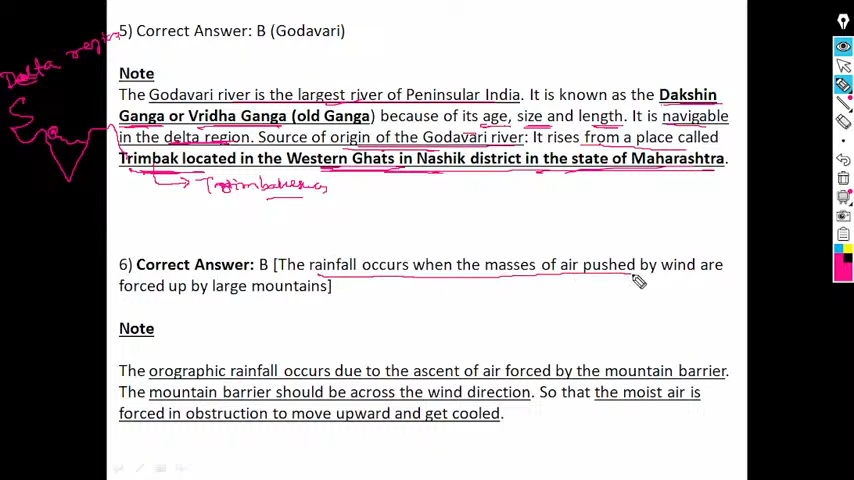 5) Correct Answer: B (Godavari)
Delta region
Note
The Godavari river is the largest river of Peninsular India. It is known as the Dakshin
Ganga or Vridha Ganga (old Ganga) because of its age, size and length. It is navigable
in the delta region. Source of origin of the Godavari river: It rises from a place called
Trimbak located in the Western Ghats in Nashik district in the state of Maharashtra.
6) Correct Answer: B [The rainfall occurs when the masses of air pushed by wind are
forced up by large mountains]
Note
The orographic rainfall occurs due to the ascent of air forced by the mountain barrier.
The mountain barrier should be across the wind direction. So that the moist air is
forced in obstruction to move upward and get cooled.